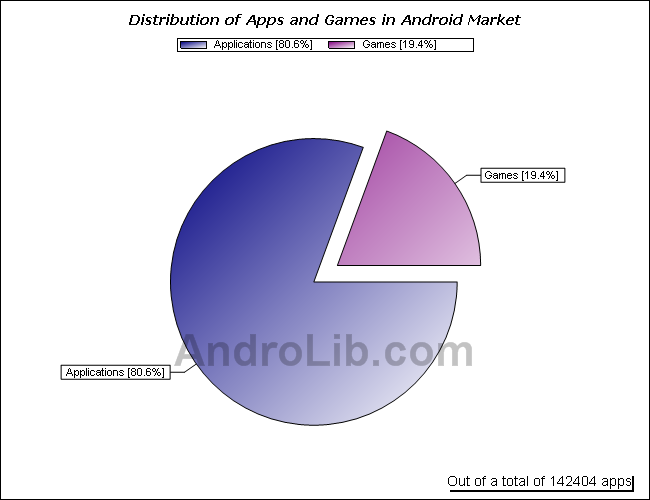 Distribution of Apps and Games in Android Market
Applications [80.6%] Games [19.4%]
Games [19.4%]
AndroLib.com
Applications [80.6%]
Out of a total of 142404 apps